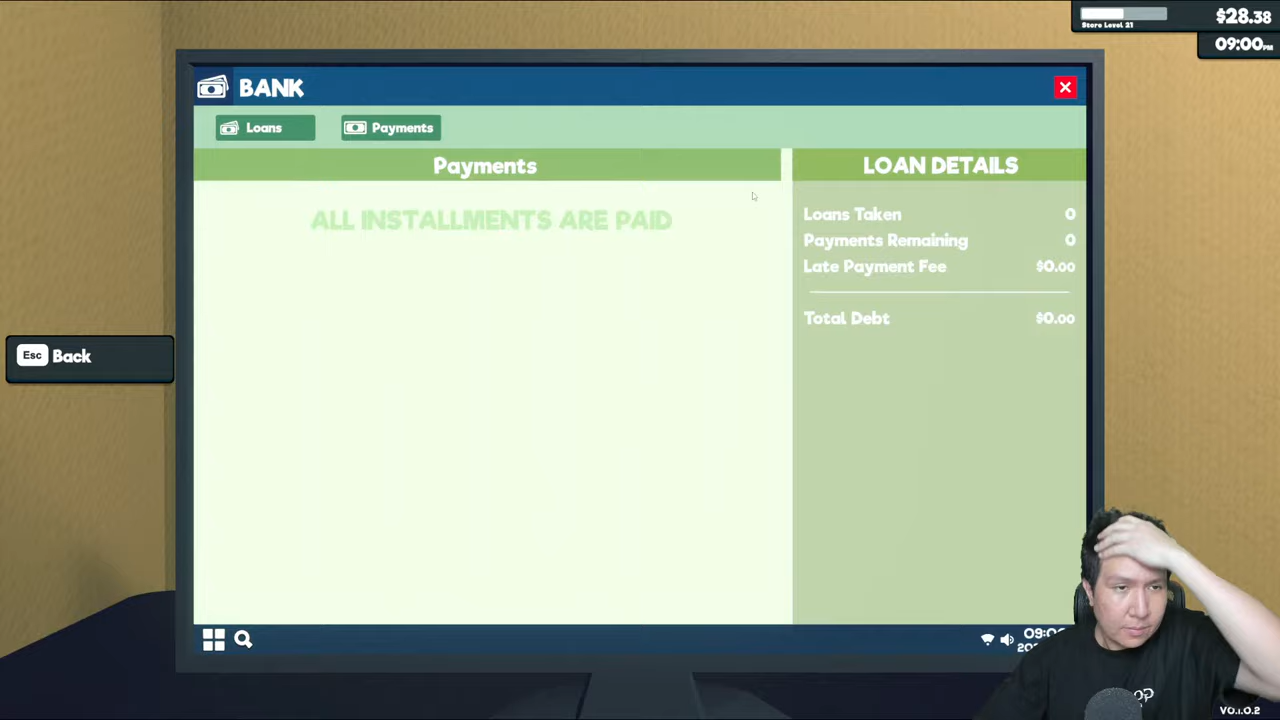 $28.38
Store Level 21
09:00PM
BANK
Loans
Payments
Payments
LOAN DETAILS
ALL INSTALLMENTS ARE PAID
Loans Taken 0
Payments Remaining 0
Late Payment Fee $0.00
Total Debt $0.00
Esc Back
V0.1.0.2